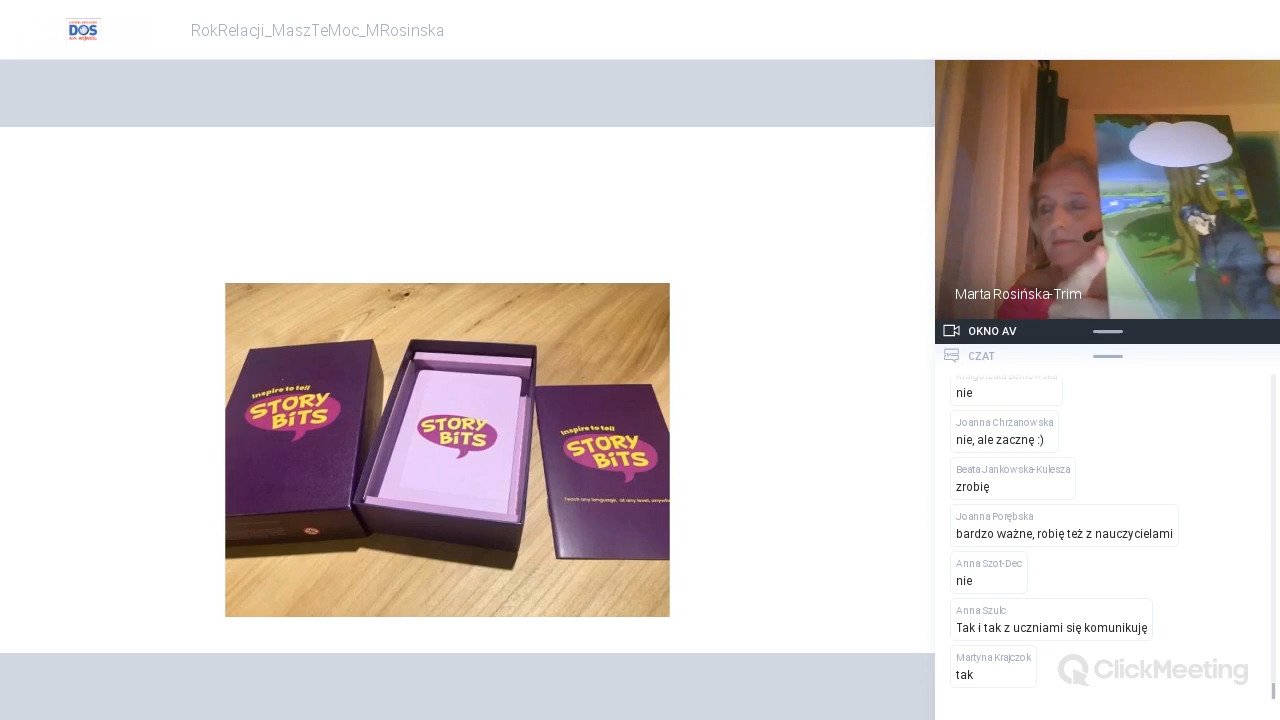 DOS
RokRelacji_MaszTeMoc_MRosinska
Inspire to tell
STORY
BiTS
STORY
BiTS
Inspire to tell
STORY
BiTS
Marta Rosińska-Trim
OKNO AV
CZAT
nie
Joanna Chrzanowska
nie, ale zacznę :)
Beata Jankowska-Kulesza
zrobię
Joanna Porębska
bardzo ważne, robię też z nauczycielami
Anna Szot-Dec
nie
Anna Szulc
Tak i tak z uczniami się komunikuję
Martyna Krajczok
tak
ClickMeeting